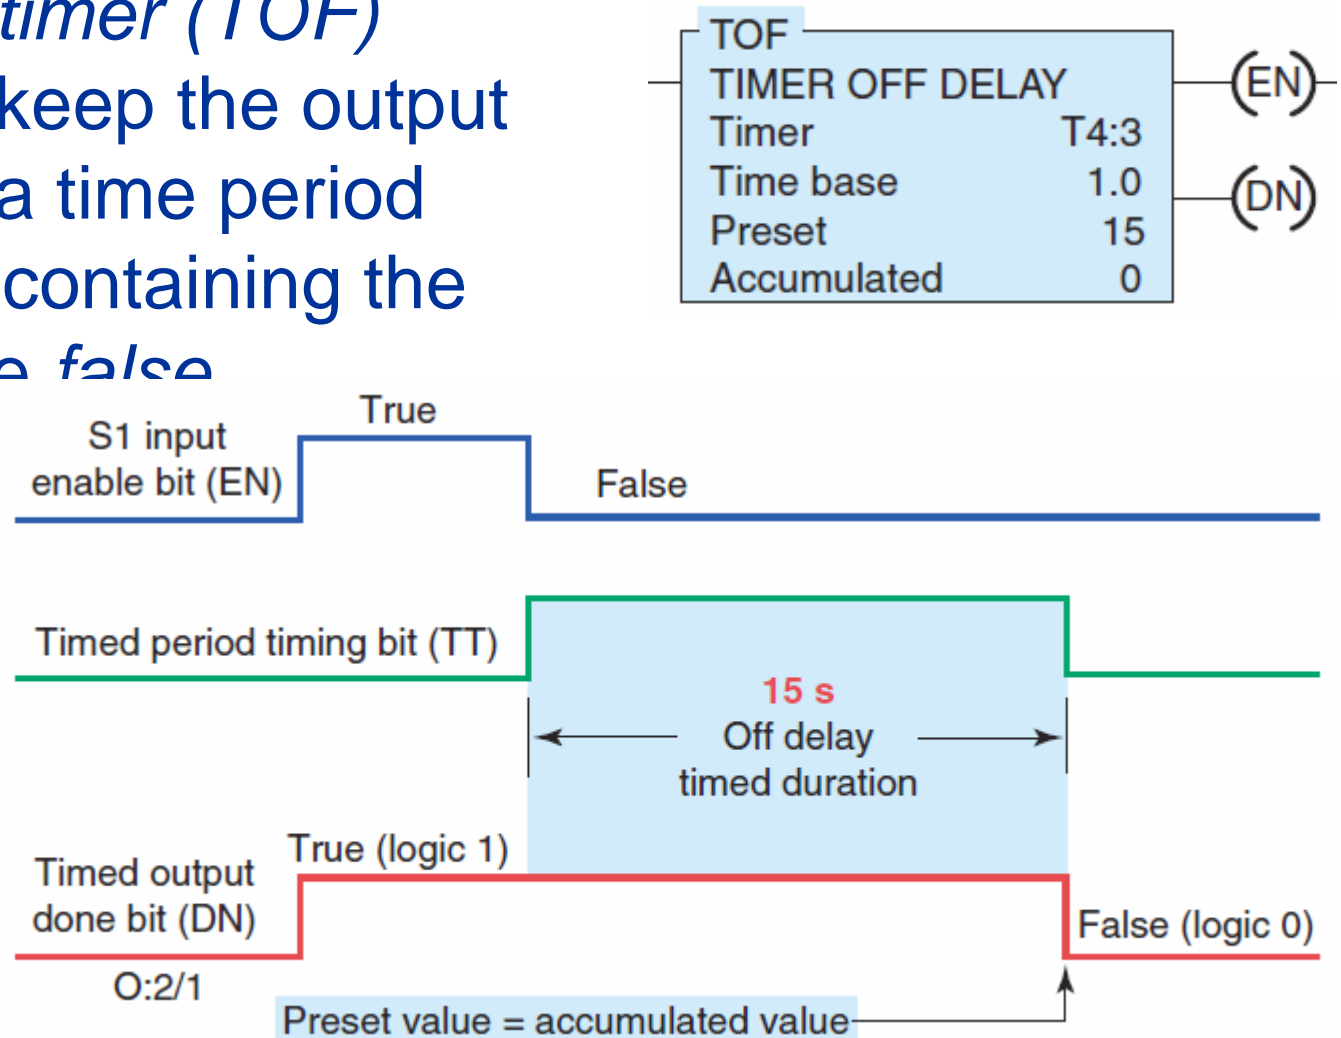 timer (TOF)
keep the output
a time period
containing the
e false
TOF
TIMER OFF DELAY
Timer T4:3
Time base 1.0
Preset 15
Accumulated 0
(EN)
(DN)
True
S1 input
enable bit (EN)
False
Timed period timing bit (TT)
15 s
Off delay
timed duration
True (logic 1)
Timed output
done bit (DN)
False (logic 0)
O:2/1
Preset value = accumulated value